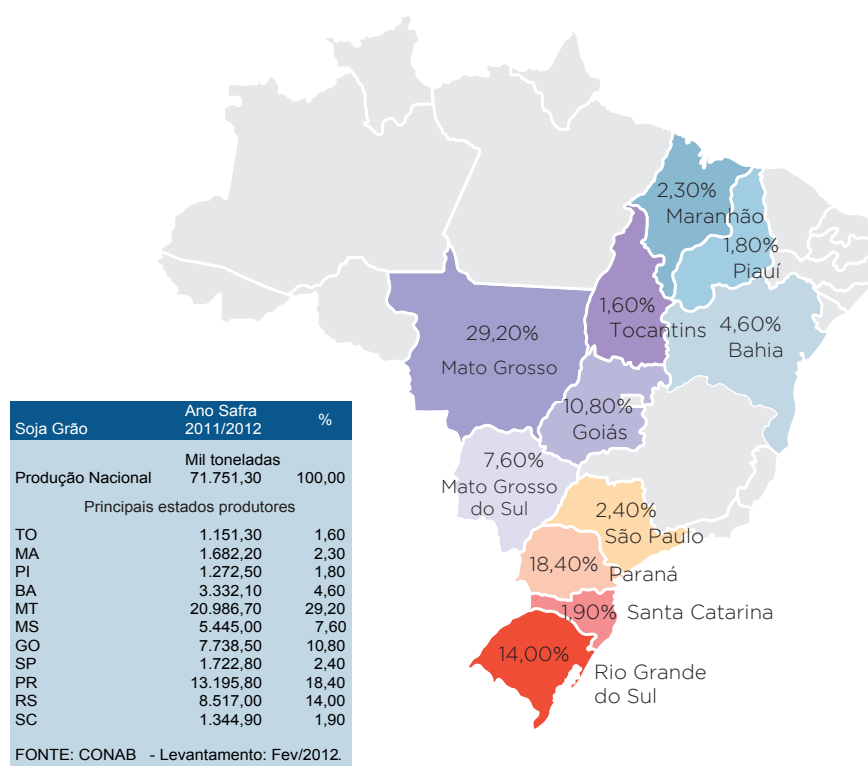 2,30%
Maranhão
1,80%
Piauí
1,60%
Tocantins
4,60%
Bahia
29,20%
Mato Grosso
10,80%
Goiás
7,60%
Mato Grosso
do Sul
2,40%
São Paulo
18,40%
Paraná
1,90%
Santa Catarina
14,00%
Rio Grande
do Sul
Soja Grão Ano Safra 2011/2012 %
Mil toneladas
Produção Nacional 71.751,30 100,00
Principais estados produtores
TO 1.151,30 1,60
MA 1.682,20 2,30
PI 1.272,50 1,80
BA 3.332,10 4,60
MT 20.986,70 29,20
MS 5.445,00 7,60
GO 7.738,50 10,80
SP 1.722,80 2,40
PR 13.195,80 18,40
RS 8.517,00 14,00
SC 1.344,90 1,90
FONTE: CONAB - Levantamento: Fev/2012.